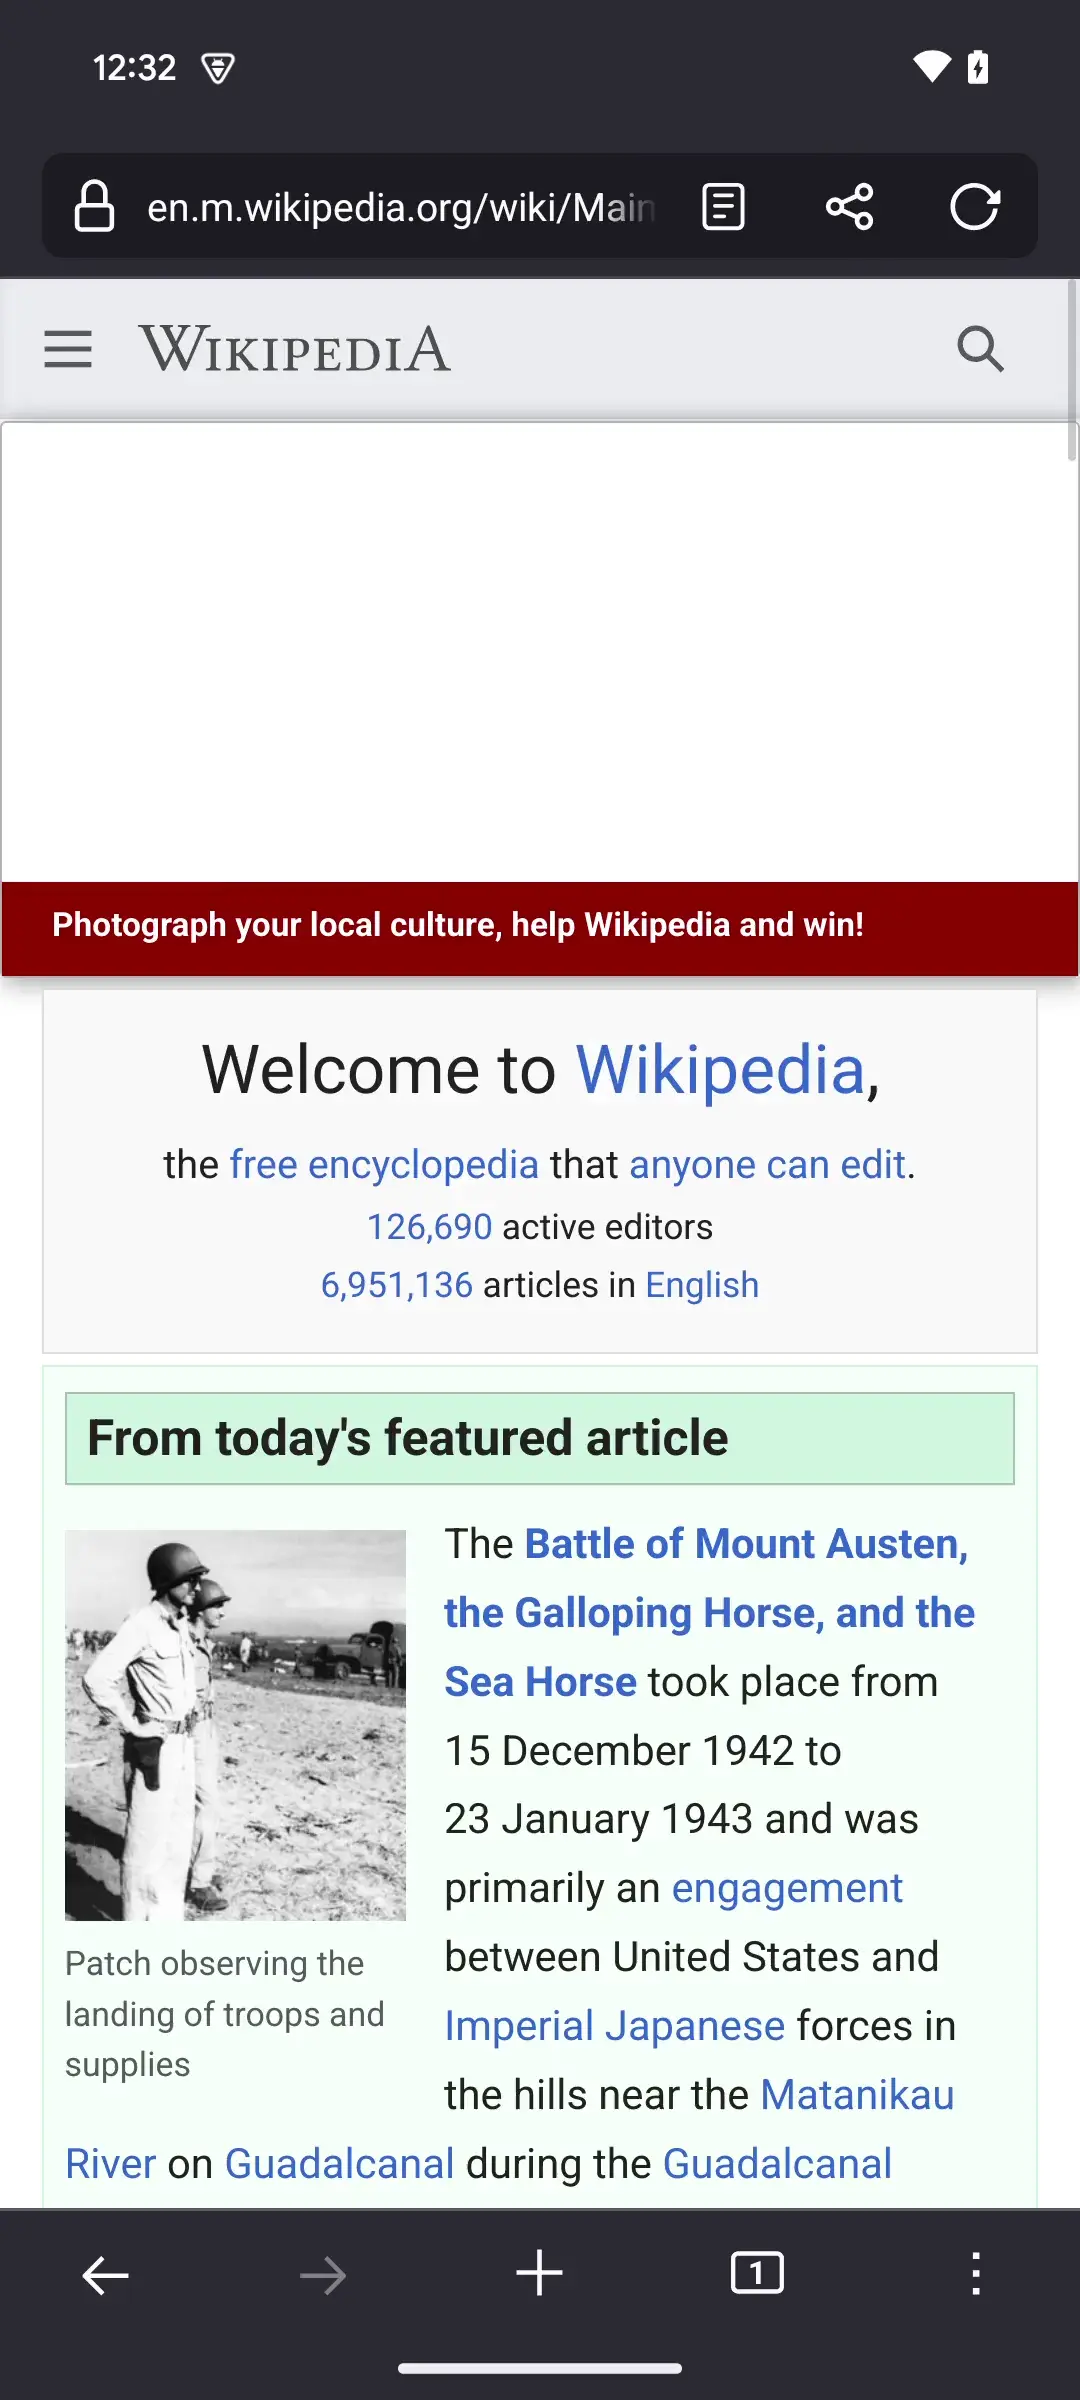 12:32
en.m.wikipedia.org/wiki/Main
WIKIPEDIA
Photograph your local culture, help Wikipedia and win!
Welcome to Wikipedia,
the free encyclopedia that anyone can edit.
126,690 active editors
6,951,136 articles in English
From today's featured article
The Battle of Mount Austen,
the Galloping Horse, and the
Sea Horse took place from
15 December 1942 to
23 January 1943 and was
primarily an engagement
between United States and
Imperial Japanese forces in
the hills near the Matanikau
River on Guadalcanal during the Guadalcanal
Patch observing the
landing of troops and
supplies
1